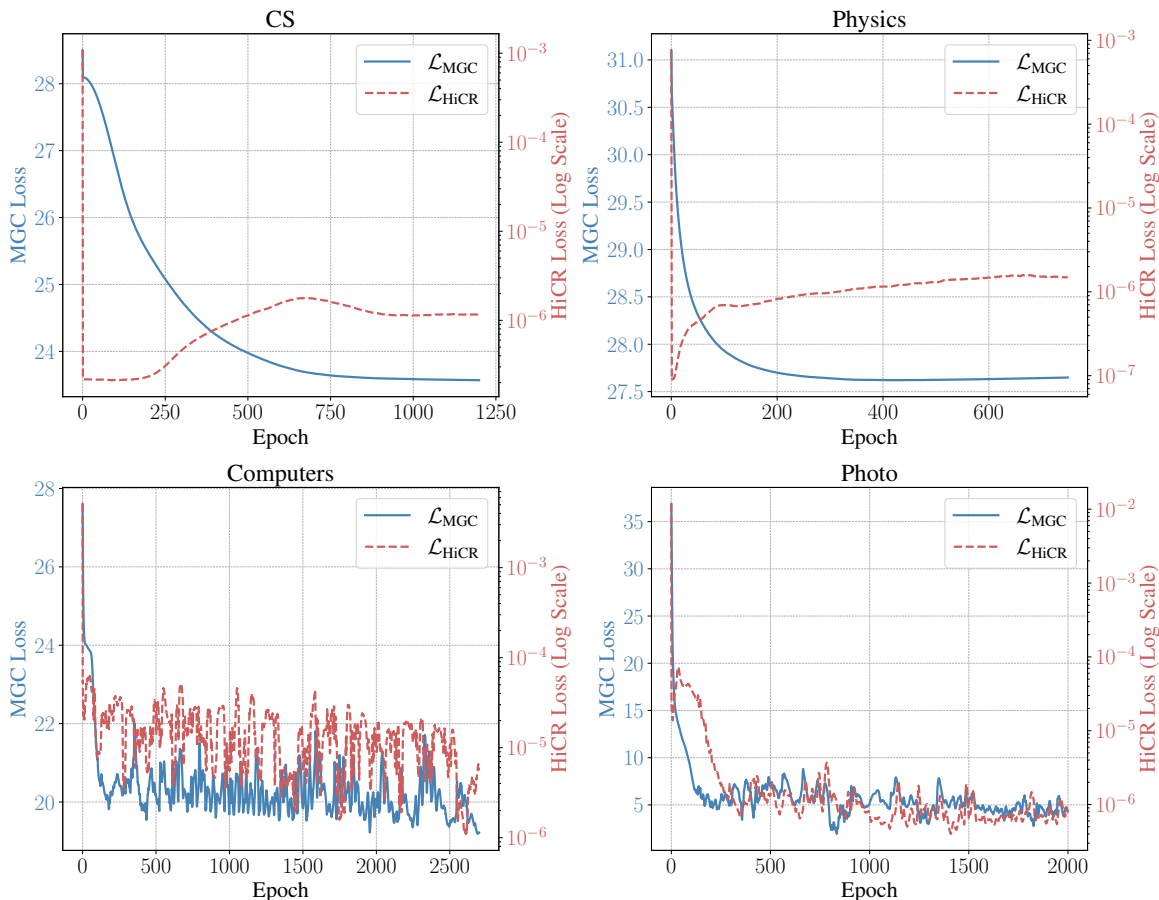 CS
28
27
26
25
24
MGC Loss
0
250
500
750
1000
1250
Epoch
10⁻³
10⁻⁴
10⁻⁵
10⁻⁶
HiCR Loss (Log Scale)
ℒMGC
ℒHiCR
Physics
31.0
30.5
30.0
29.5
29.0
28.5
28.0
27.5
MGC Loss
0
200
400
600
Epoch
10⁻³
10⁻⁴
10⁻⁵
10⁻⁶
10⁻⁷
HiCR Loss (Log Scale)
ℒMGC
ℒHiCR
Computers
28
26
24
22
20
MGC Loss
0
500
1000
1500
2000
2500
Epoch
10⁻³
10⁻⁴
10⁻⁵
10⁻⁶
HiCR Loss (Log Scale)
ℒMGC
ℒHiCR
Photo
35
30
25
20
15
10
5
MGC Loss
0
500
1000
1500
2000
Epoch
10⁻²
10⁻³
10⁻⁴
10⁻⁵
10⁻⁶
HiCR Loss (Log Scale)
ℒMGC
ℒHiCR